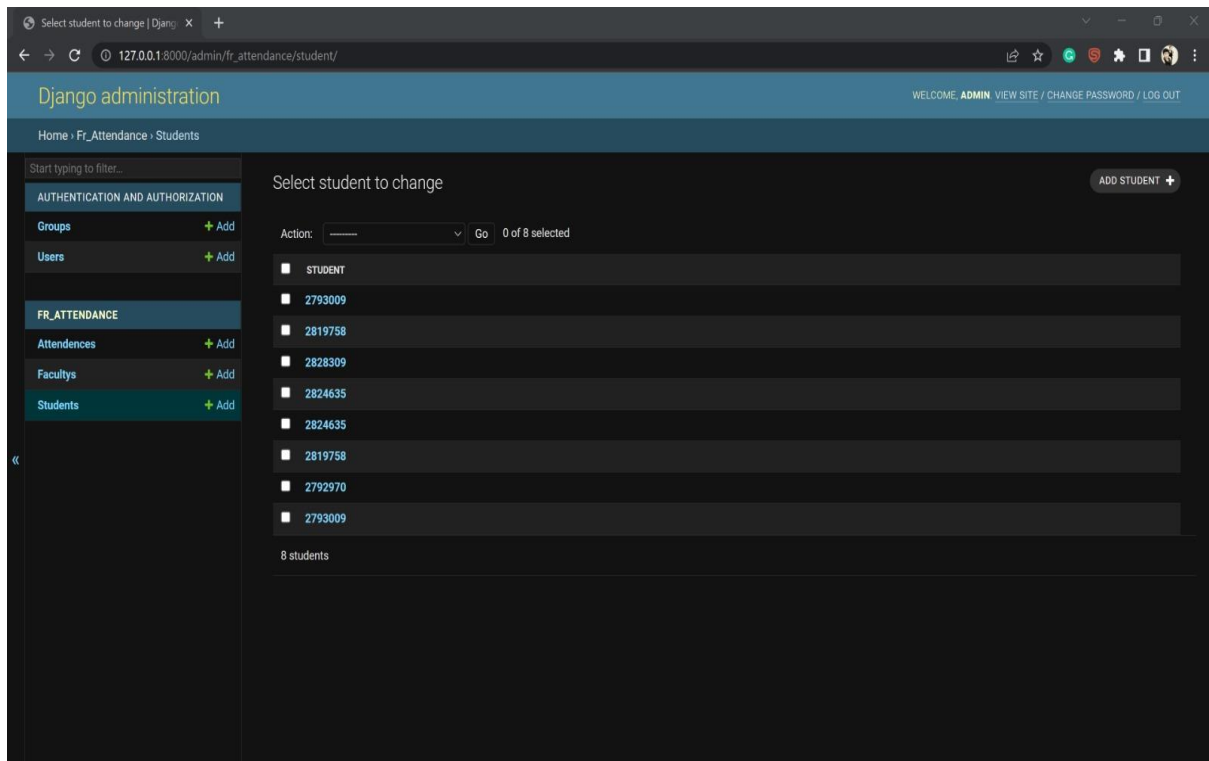 Select student to change | Djang
127.0.0.1:8000/admin/fr_attendance/student/
Django administration
WELCOME, ADMIN. VIEW SITE / CHANGE PASSWORD / LOG OUT
Home › Fr_Attendance › Students
Start typing to filter...
AUTHENTICATION AND AUTHORIZATION
Groups + Add
Users + Add
FR_ATTENDANCE
Attendences + Add
Facultys + Add
Students + Add
«
Select student to change
ADD STUDENT +
Action: --------- Go 0 of 8 selected
STUDENT
2793009
2819758
2828309
2824635
2824635
2819758
2792970
2793009
8 students